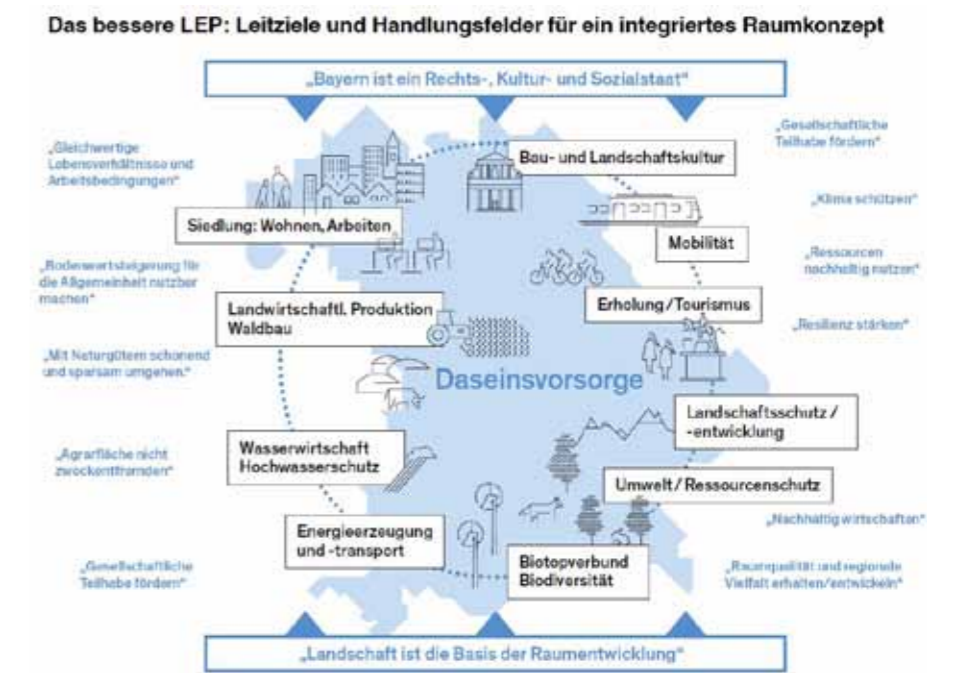 Das bessere LEP: Leitziele und Handlungsfelder für ein integriertes Raumkonzept
„Bayern ist ein Rechts-, Kultur- und Sozialstaat“
„Gleichwertige
Lebensverhältnisse und
Arbeitsbedingungen“
„Gesellschaftliche
Teilhabe fördern“
Bau- und Landschaftskultur
„Klima schützen“
Siedlung: Wohnen, Arbeiten
Mobilität
„Bodenwertsteigerung für
die Allgemeinheit nutzbar
machen“
„Ressourcen
nachhaltig nutzen“
Landwirtschaftl. Produktion
Waldbau
Erholung/Tourismus
„Resilienz stärken“
„Mit Naturgütern schonend
und sparsam umgehen.“
Daseinsvorsorge
Landschaftsschutz /
-entwicklung
Wasserwirtschaft
Hochwasserschutz
„Agrarfläche nicht
zweckentfremden“
Umwelt/Ressourcenschutz
„Nachhaltig wirtschaften“
Energieerzeugung
und -transport
Biotopverbund
Biodiversität
„Gesellschaftliche
Teilhabe fördern“
„Raumqualität und regionale
Vielfalt erhalten/entwickeln“
„Landschaft ist die Basis der Raumentwicklung“